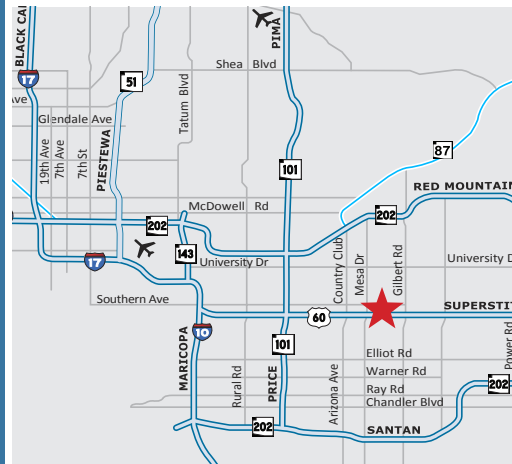 BLACK CA
PIMA
Shea Blvd
17
51
Tatum Blvd
Ave
Glendale Ave
19th Ave
7th Ave
7th St
PIESTEWA
87
101
RED MOUNTAIN
McDowell Rd
202
202
143
17
University Dr
Country Club
Mesa Dr
Gilbert Rd
University D
Southern Ave
SUPERSTI
60
10
101
MARICOPA
Rural Rd
PRICE
Arizona Ave
Elliot Rd
Warner Rd
Ray Rd
Chandler Blvd
Power Rd
202
202
SANTAN